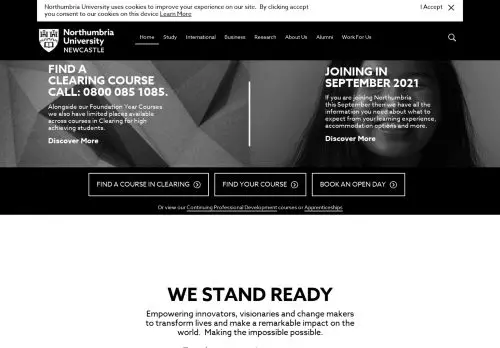 Northumbria University uses cookies to improve your experience on our site. By clicking accept
you consent to our cookies on this device Learn More
I Accept
Northumbria
University
NEWCASTLE
Home Study International Business Research About Us Alumni Work For Us
FIND A
CLEARING COURSE
CALL: 0800 085 1085.
Alongside our Foundation Year Courses
we also have limited places available
across courses in Clearing for high
achieving students.
Discover More
JOINING IN
SEPTEMBER 2021
If you are joining Northumbria
this September then we have all the
information you need about what to
expect from your learning experience,
accommodation options and more.
Discover More
FIND A COURSE IN CLEARING
FIND YOUR COURSE
BOOK AN OPEN DAY
Or view our Continuing Professional Development courses or Apprenticeships
WE STAND READY
Empowering innovators, visionaries and change makers
to transform lives and make a remarkable impact on the
world. Making the impossible possible.